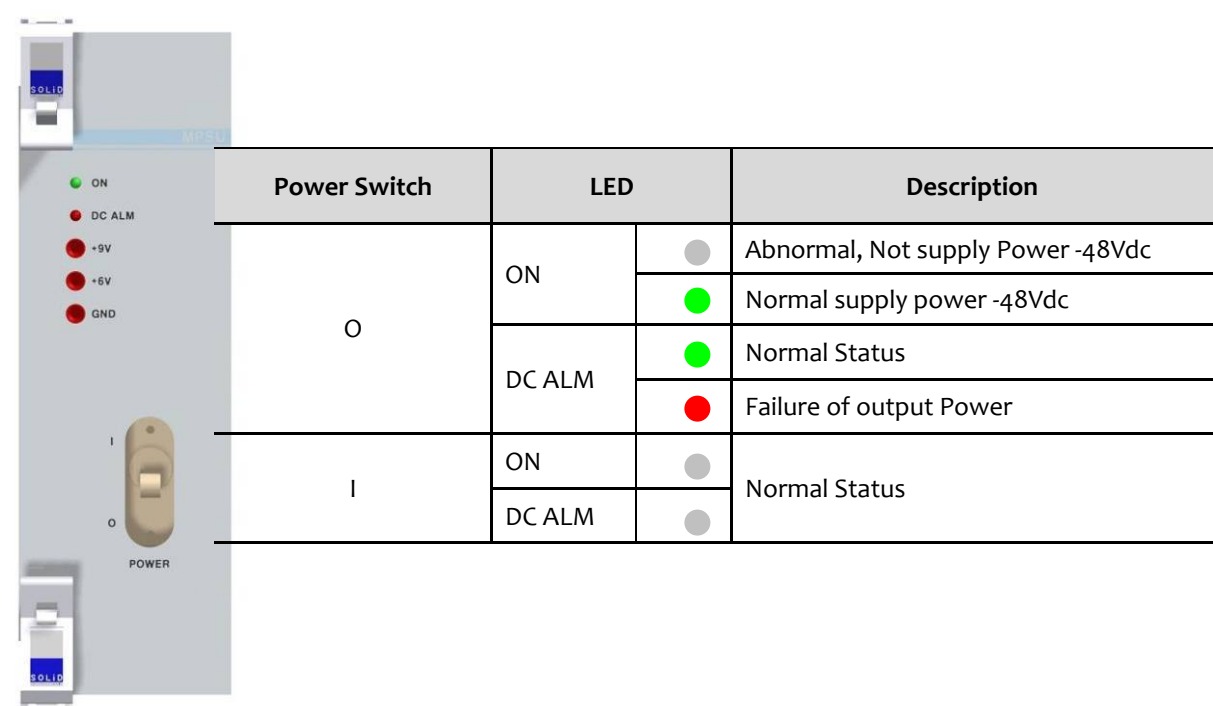 SOLiD
MPSU
ON
DC ALM
+9V
+6V
GND
I
O
POWER
SOLiD
Power Switch LED Description
O ON Abnormal, Not supply Power -48Vdc
Normal supply power -48Vdc
DC ALM Normal Status
Failure of output Power
I ON Normal Status
DC ALM